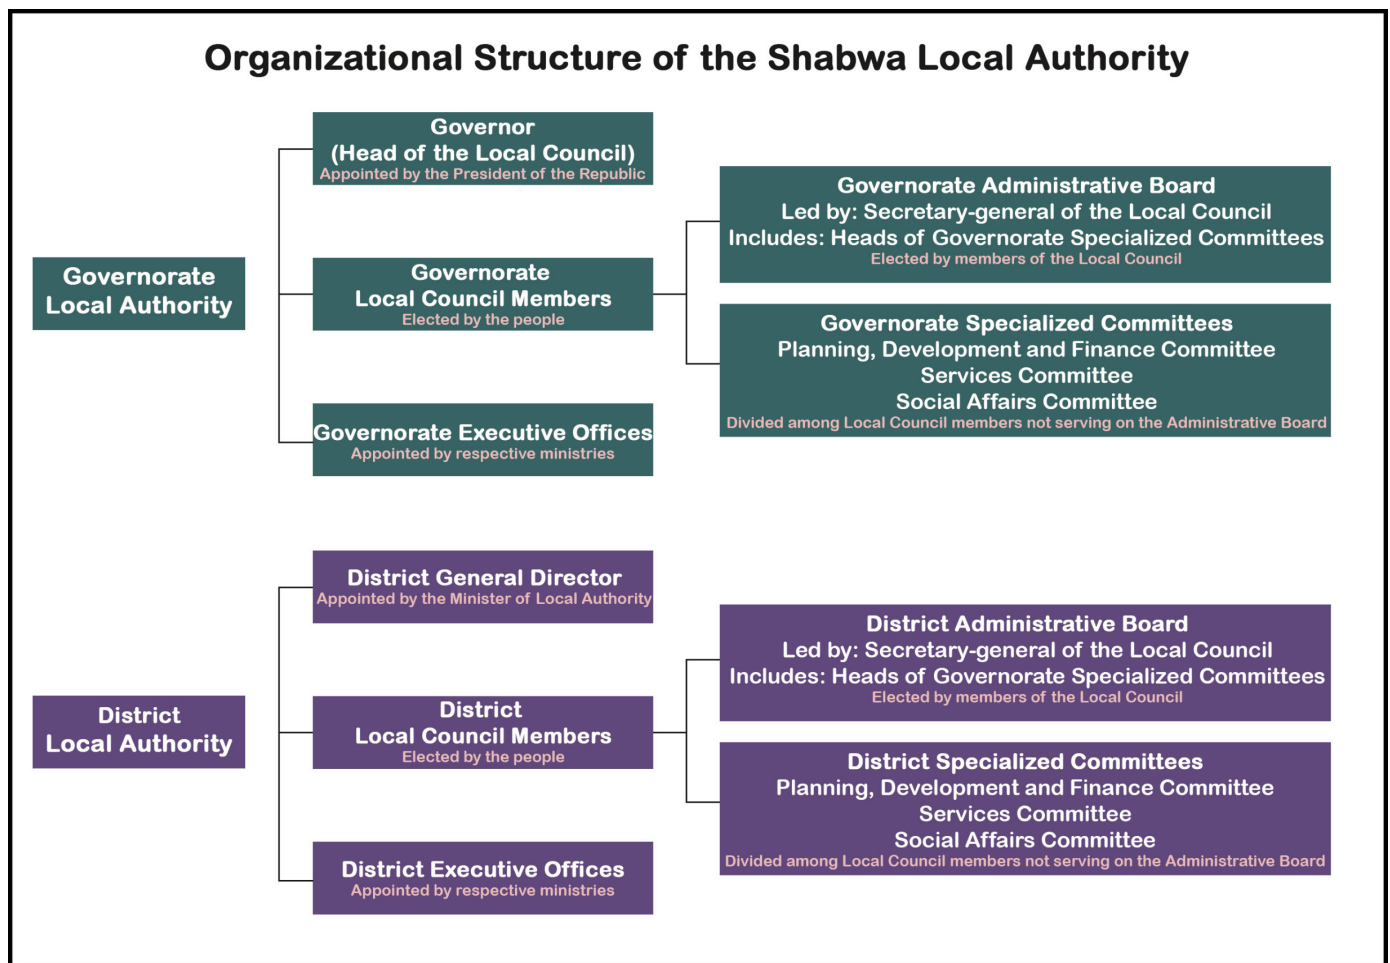 Organizational Structure of the Shabwa Local Authority
Governorate
Local Authority
Governor
(Head of the Local Council)
Appointed by the President of the Republic
Governorate
Local Council Members
Elected by the people
Governorate Executive Offices
Appointed by respective ministries
Governorate Administrative Board
Led by: Secretary-general of the Local Council
Includes: Heads of Governorate Specialized Committees
Elected by members of the Local Council
Governorate Specialized Committees
Planning, Development and Finance Committee
Services Committee
Social Affairs Committee
Divided among Local Council members not serving on the Administrative Board
District
Local Authority
District General Director
Appointed by the Minister of Local Authority
District
Local Council Members
Elected by the people
District Executive Offices
Appointed by respective ministries
District Administrative Board
Led by: Secretary-general of the Local Council
Includes: Heads of Governorate Specialized Committees
Elected by members of the Local Council
District Specialized Committees
Planning, Development and Finance Committee
Services Committee
Social Affairs Committee
Divided among Local Council members not serving on the Administrative Board